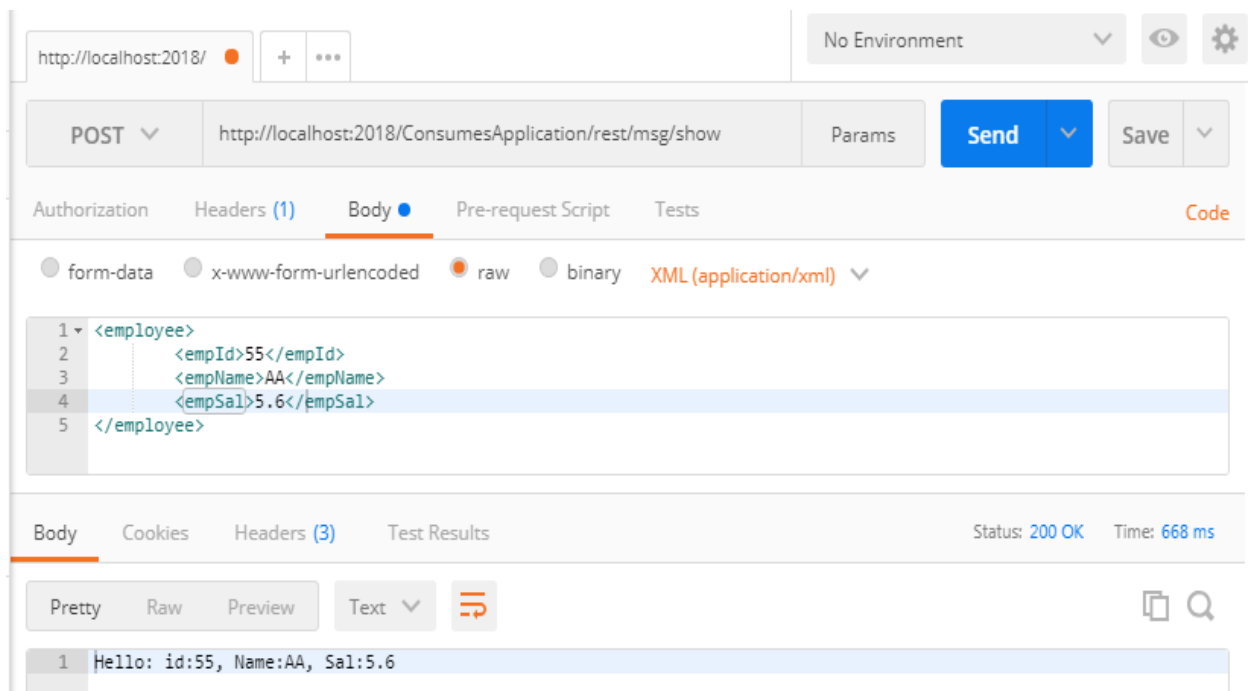 http://localhost:2018/ + ••• No Environment
POST http://localhost:2018/ConsumesApplication/rest/msg/show Params Send Save
Authorization Headers (1) Body Pre-request Script Tests Code
form-data x-www-form-urlencoded raw binary XML (application/xml)
1 <employee>
2 <empId>55</empId>
3 <empName>AA</empName>
4 <empSal>5.6</empSal>
5 </employee>
Body Cookies Headers (3) Test Results Status: 200 OK Time: 668 ms
Pretty Raw Preview Text
1 Hello: id:55, Name:AA, Sal:5.6